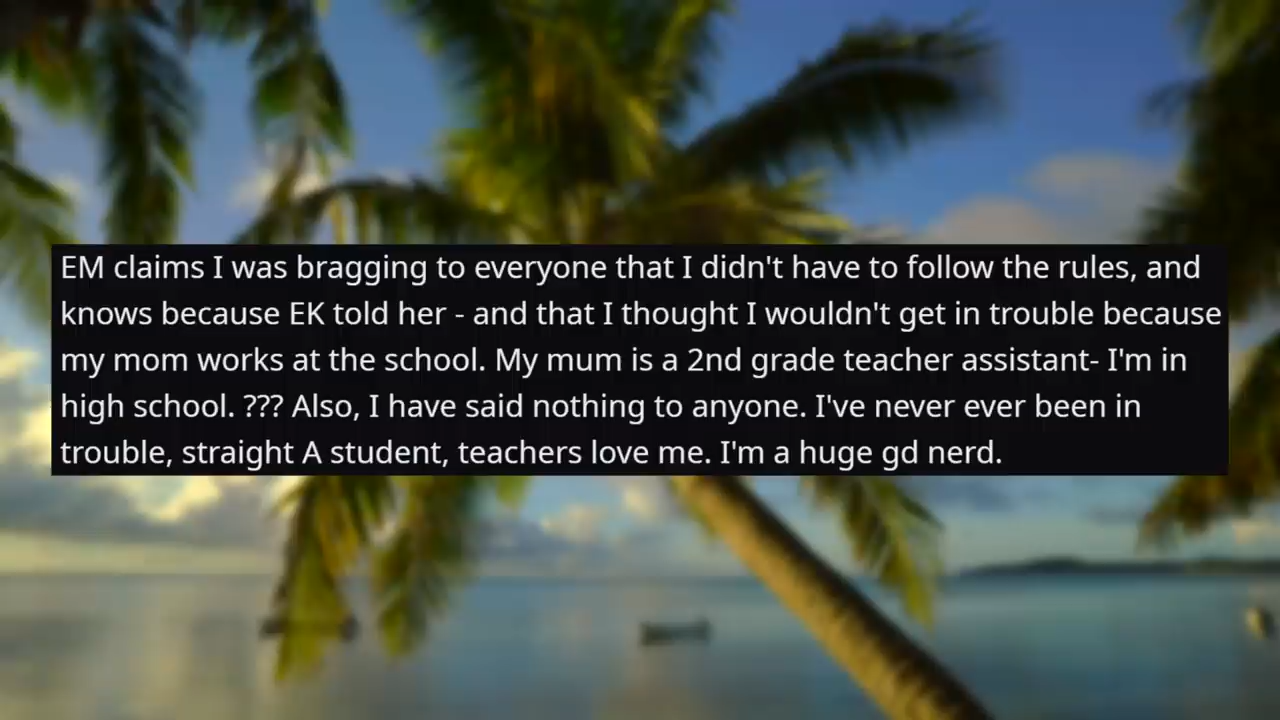 EM claims I was bragging to everyone that I didn't have to follow the rules, and
knows because EK told her - and that I thought I wouldn't get in trouble because
my mom works at the school. My mum is a 2nd grade teacher assistant- I'm in
high school. ??? Also, I have said nothing to anyone. I've never ever been in
trouble, straight A student, teachers love me. I'm a huge gd nerd.